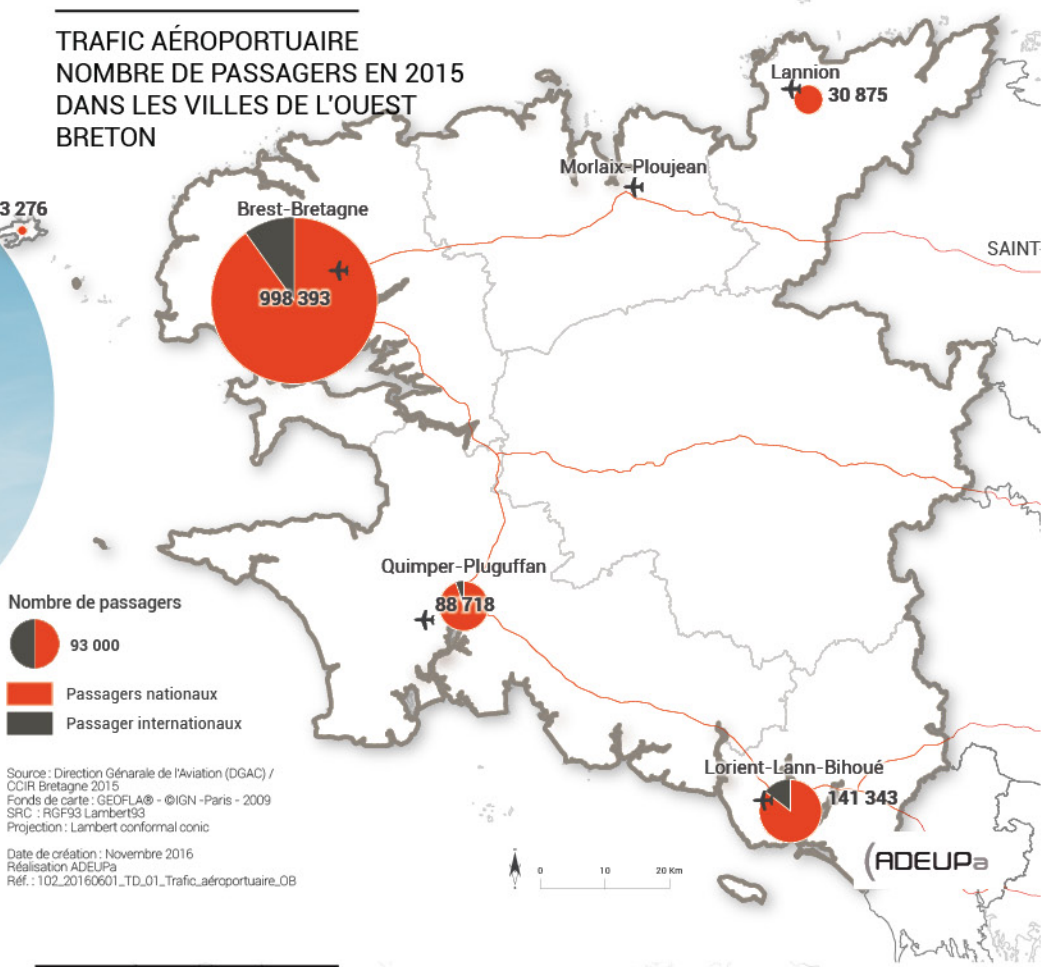 TRAFIC AÉROPORTUAIRE
NOMBRE DE PASSAGERS EN 2015
DANS LES VILLES DE L'OUEST
BRETON
Lannion
30 875
Morlaix-Ploujean
3 276
Brest-Bretagne
SAINT-
998 393
Quimper-Pluguffan
88 718
Nombre de passagers
93 000
Passagers nationaux
Passager internationaux
Lorient-Lann-Bihoué
141 343
Source : Direction Génarale de l'Aviation (DGAC) /
CCIR Bretagne 2015
Fonds de carte : GEOFLA® - ©IGN -Paris - 2009
SRC : RGF93 Lambert93
Projection : Lambert conformal conic
Date de création : Novembre 2016
Réalisation ADEUPa
Réf. : 102_20160601_TD_01_Trafic_aéroportuaire_OB
0 10 20 Km
ADEUPa